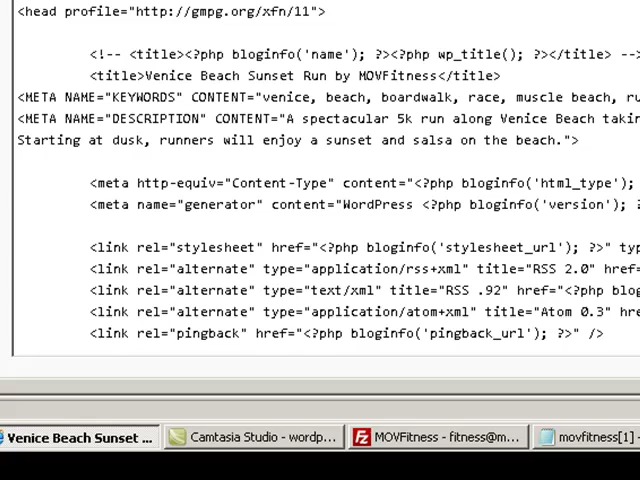 <head profile="http://gmpg.org/xfn/11">
<!-- <title><?php bloginfo('name'); ?><?php wp_title(); ?></title> -->
<title>Venice Beach Sunset Run by MOVFitness</title>
<META NAME="KEYWORDS" CONTENT="venice, beach, boardwalk, race, muscle beach, ru
<META NAME="DESCRIPTION" CONTENT="A spectacular 5k run along Venice Beach takin
Starting at dusk, runners will enjoy a sunset and salsa on the beach.">
<meta http-equiv="Content-Type" content="<?php bloginfo('html_type');
<meta name="generator" content="WordPress <?php bloginfo('version'); ?
<link rel="stylesheet" href="<?php bloginfo('stylesheet_url'); ?>" typ
<link rel="alternate" type="application/rss+xml" title="RSS 2.0" href=
<link rel="alternate" type="text/xml" title="RSS .92" href="<?php blog
<link rel="alternate" type="application/atom+xml" title="Atom 0.3" hre
<link rel="pingback" href="<?php bloginfo('pingback_url'); ?>" />
Venice Beach Sunset ... Camtasia Studio - wordp... MOVFitness - fitness@m... movfitness[1] -